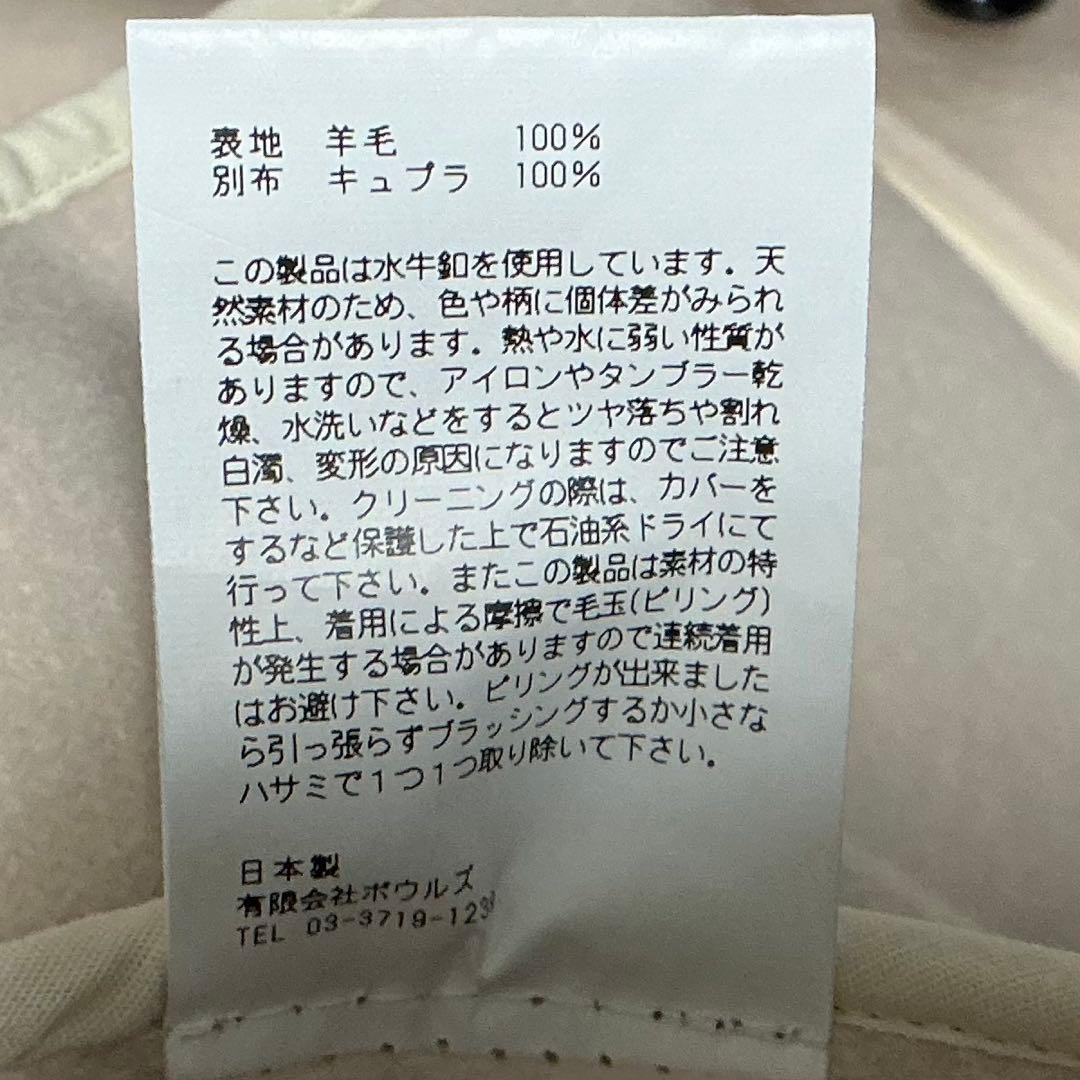 表地 羊毛 100%
別布 キュプラ 100%
この製品は水牛釦を使用しています。天
然素材のため、色や柄に個体差がみられ
る場合があります。熱や水に弱い性質が
ありますので、アイロンやタンブラー乾
燥、水洗いなどをするとツヤ落ちや割れ
白濁、変形の原因になりますのでご注意
下さい。クリーニングの際は、カバーを
するなど保護した上で石油系ドライにて
行って下さい。またこの製品は素材の特
性上、着用による摩擦で毛玉(ピリング)
が発生する場合がありますので連続着用
はお避け下さい。ピリングが出来ました
ら引っ張らずブラッシングするか小さな
ハサミで1つ1つ取り除いて下さい。
日本製
有限会社ボウルズ
TEL